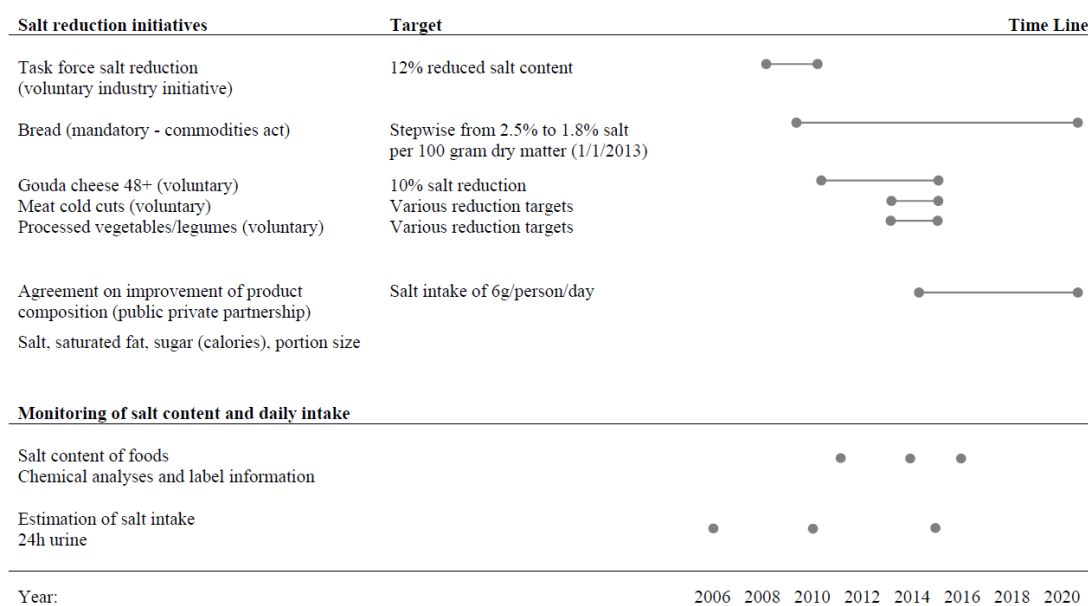 Salt reduction initiatives Target Time Line
Task force salt reduction 12% reduced salt content
(voluntary industry initiative)
Bread (mandatory - commodities act) Stepwise from 2.5% to 1.8% salt
per 100 gram dry matter (1/1/2013)
Gouda cheese 48+ (voluntary) 10% salt reduction
Meat cold cuts (voluntary) Various reduction targets
Processed vegetables/legumes (voluntary) Various reduction targets
Agreement on improvement of product Salt intake of 6g/person/day
composition (public private partnership)
Salt, saturated fat, sugar (calories), portion size
Monitoring of salt content and daily intake
Salt content of foods
Chemical analyses and label information
Estimation of salt intake
24h urine
Year: 2006 2008 2010 2012 2014 2016 2018 2020